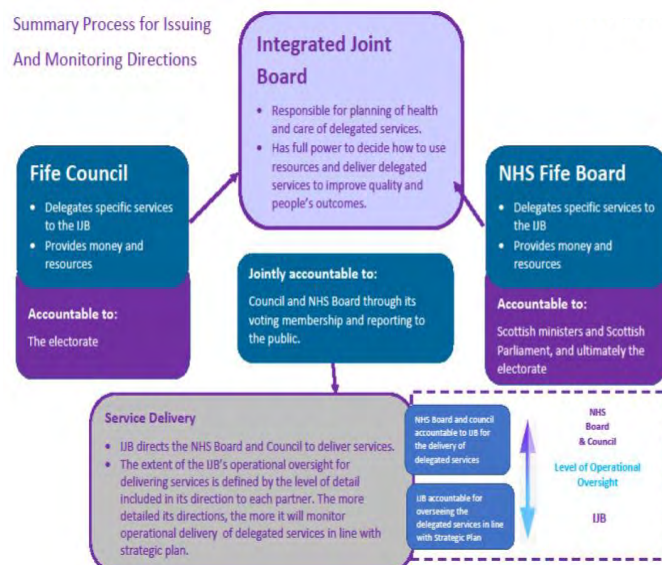 Summary Process for Issuing
And Monitoring Directions
Integrated Joint
Board
• Responsible for planning of health
and care of delegated services.
• Has full power to decide how to use
resources and deliver delegated
services to improve quality and
people's outcomes.
Fife Council
• Delegates specific services
to the IJB
• Provides money and
resources
Accountable to:
The electorate
NHS Fife Board
• Delegates specific services to
the IJB
• Provides money and
resources
Accountable to:
Scottish ministers and Scottish
Parliament, and ultimately the
electorate
Jointly accountable to:
Council and NHS Board through its
voting membership and reporting to
the public.
Service Delivery
• IJB directs the NHS Board and Council to deliver services.
• The extent of the IJB's operational oversight for
delivering services is defined by the level of detail
included in its direction to each partner. The more
detailed its directions, the more it will monitor
operational delivery of delegated services in line with
strategic plan.
NHS Board and council
accountable to IJB for
the delivery of
delegated services
IJB accountable for
overseeing the
delegated services in line
with Strategic Plan
NHS
Board
& Council
Level of Operational
Oversight
IJB